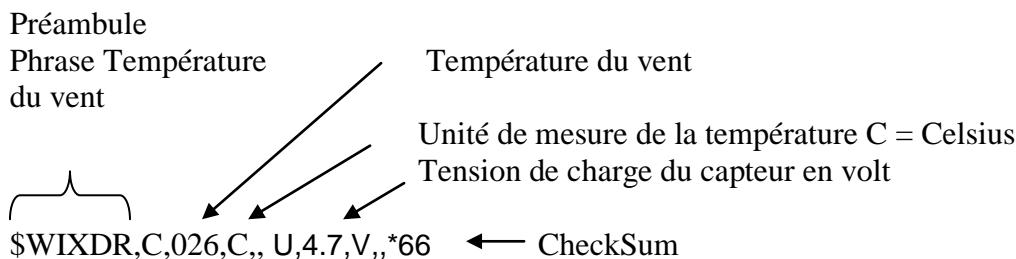 Préambule
Phrase Température
du vent
Température du vent
Unité de mesure de la température C = Celsius
Tension de charge du capteur en volt
$WIXDR,C,026,C,, U,4.7,V,,*66
CheckSum